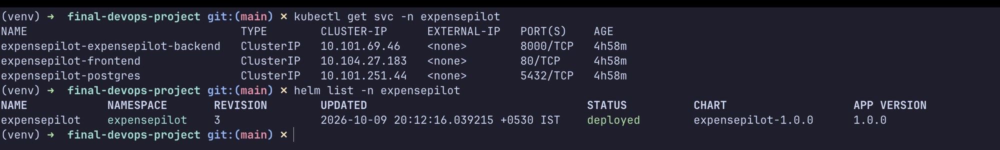 (venv) ➜  final-devops-project git:(main) ✗ kubectl get svc -n expensepilot
NAME                                TYPE        CLUSTER-IP      EXTERNAL-IP   PORT(S)    AGE
expensepilot-expensepilot-backend   ClusterIP   10.101.69.46    <none>        8000/TCP   4h58m
expensepilot-frontend               ClusterIP   10.104.27.183   <none>        80/TCP     4h58m
expensepilot-postgres               ClusterIP   10.101.251.44   <none>        5432/TCP   4h58m
(venv) ➜  final-devops-project git:(main) ✗ helm list -n expensepilot
NAME            NAMESPACE       REVISION        UPDATED                                 STATUS          CHART                   APP VERSION
expensepilot    expensepilot    3               2026-10-09 20:12:16.039215 +0530 IST    deployed        expensepilot-1.0.0      1.0.0
(venv) ➜  final-devops-project git:(main) ✗